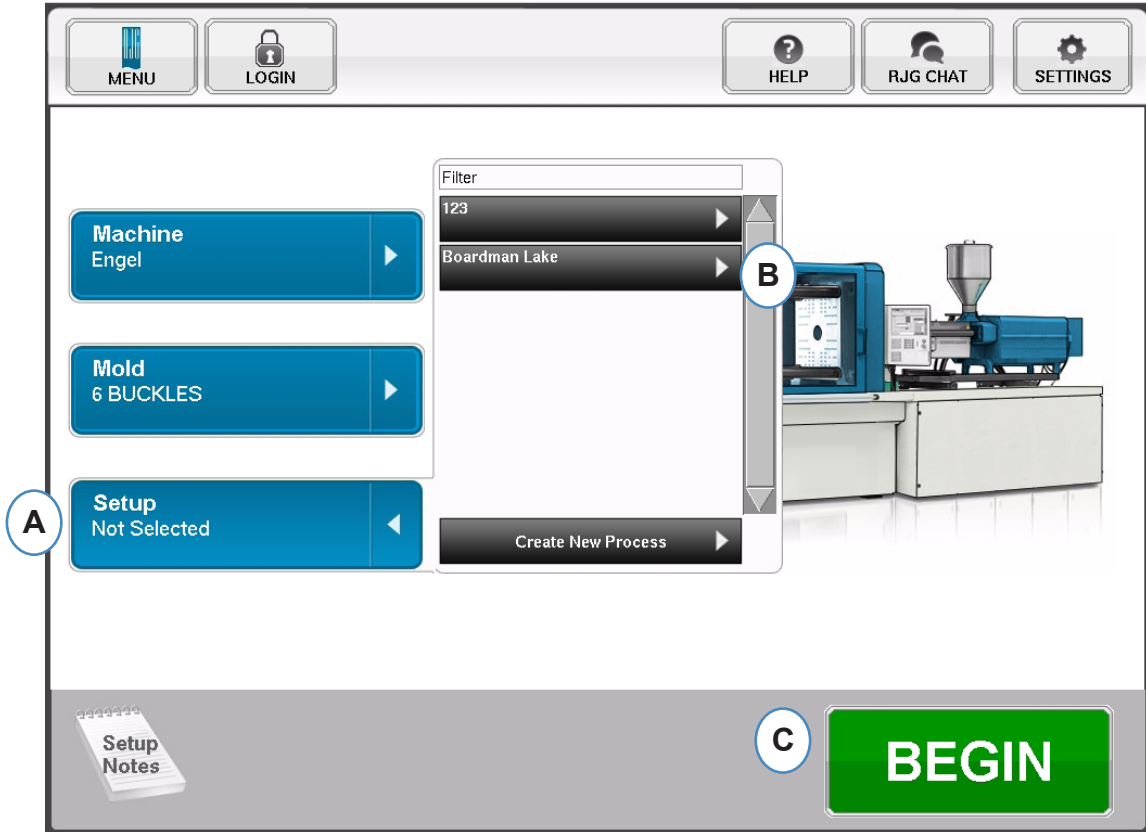 MENU
LOGIN
HELP
RJG CHAT
SETTINGS
Filter
123
Boardman Lake
Machine
Engel
B
Mold
6 BUCKLES
A
Setup
Not Selected
Create New Process
Setup
Notes
C
BEGIN